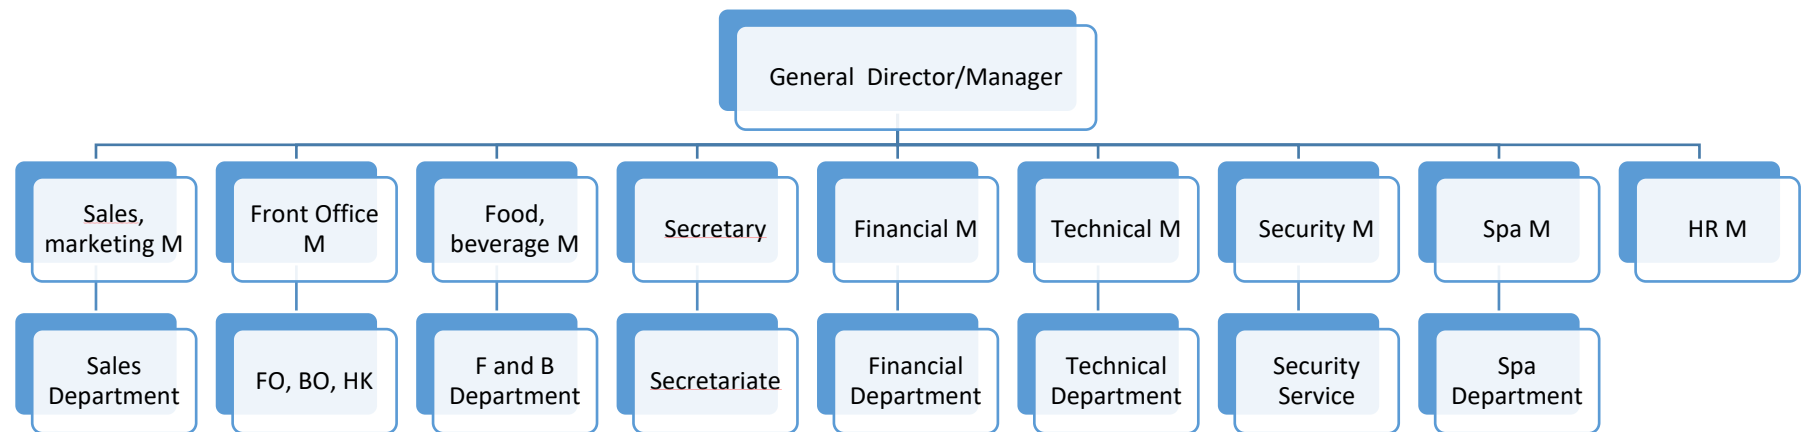 General  Director/Manager
Sales,
marketing M
Front Office
M
Food,
beverage M
Secretary
Financial M
Technical M
Security M
Spa M
HR M
Sales
Department
FO, BO, HK
F and B
Department
Secretariate
Financial
Department
Technical
Department
Security
Service
Spa
Department